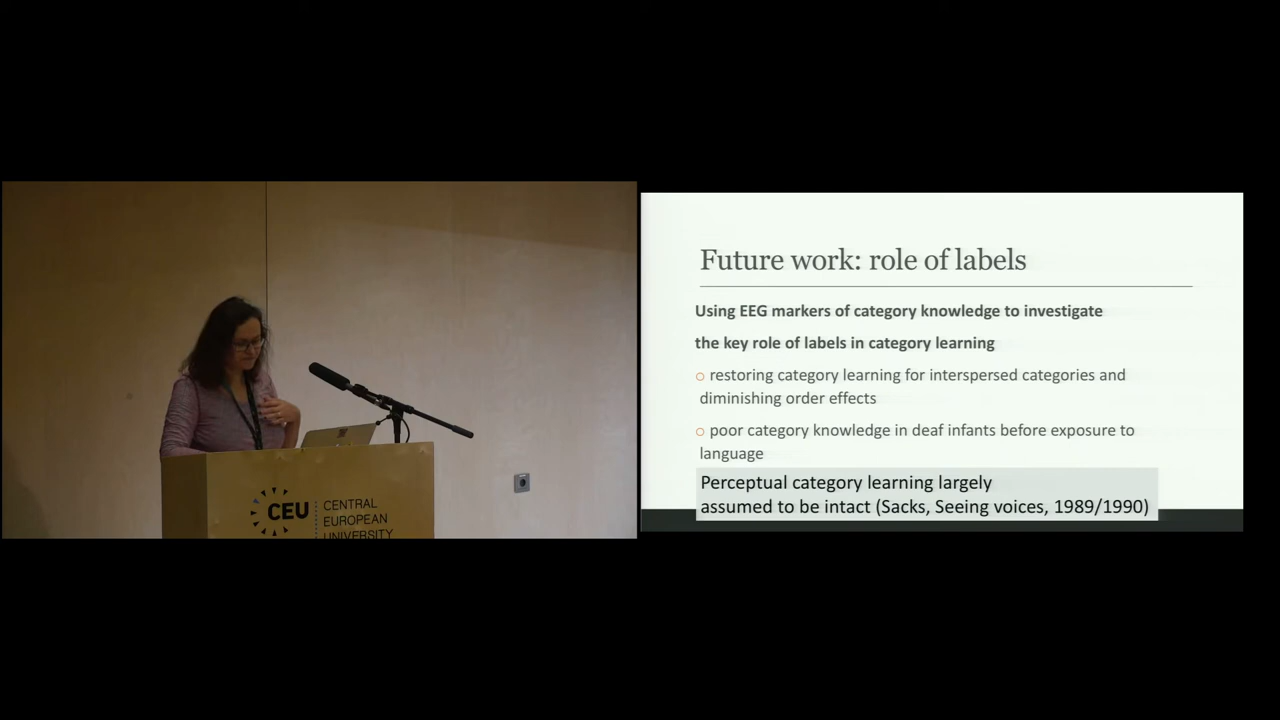 CEU
CENTRAL
EUROPEAN
UNIVERSITY
Future work: role of labels
Using EEG markers of category knowledge to investigate
the key role of labels in category learning
restoring category learning for interspersed categories and
diminishing order effects
poor category knowledge in deaf infants before exposure to
language
Perceptual category learning largely
assumed to be intact (Sacks, Seeing voices, 1989/1990)